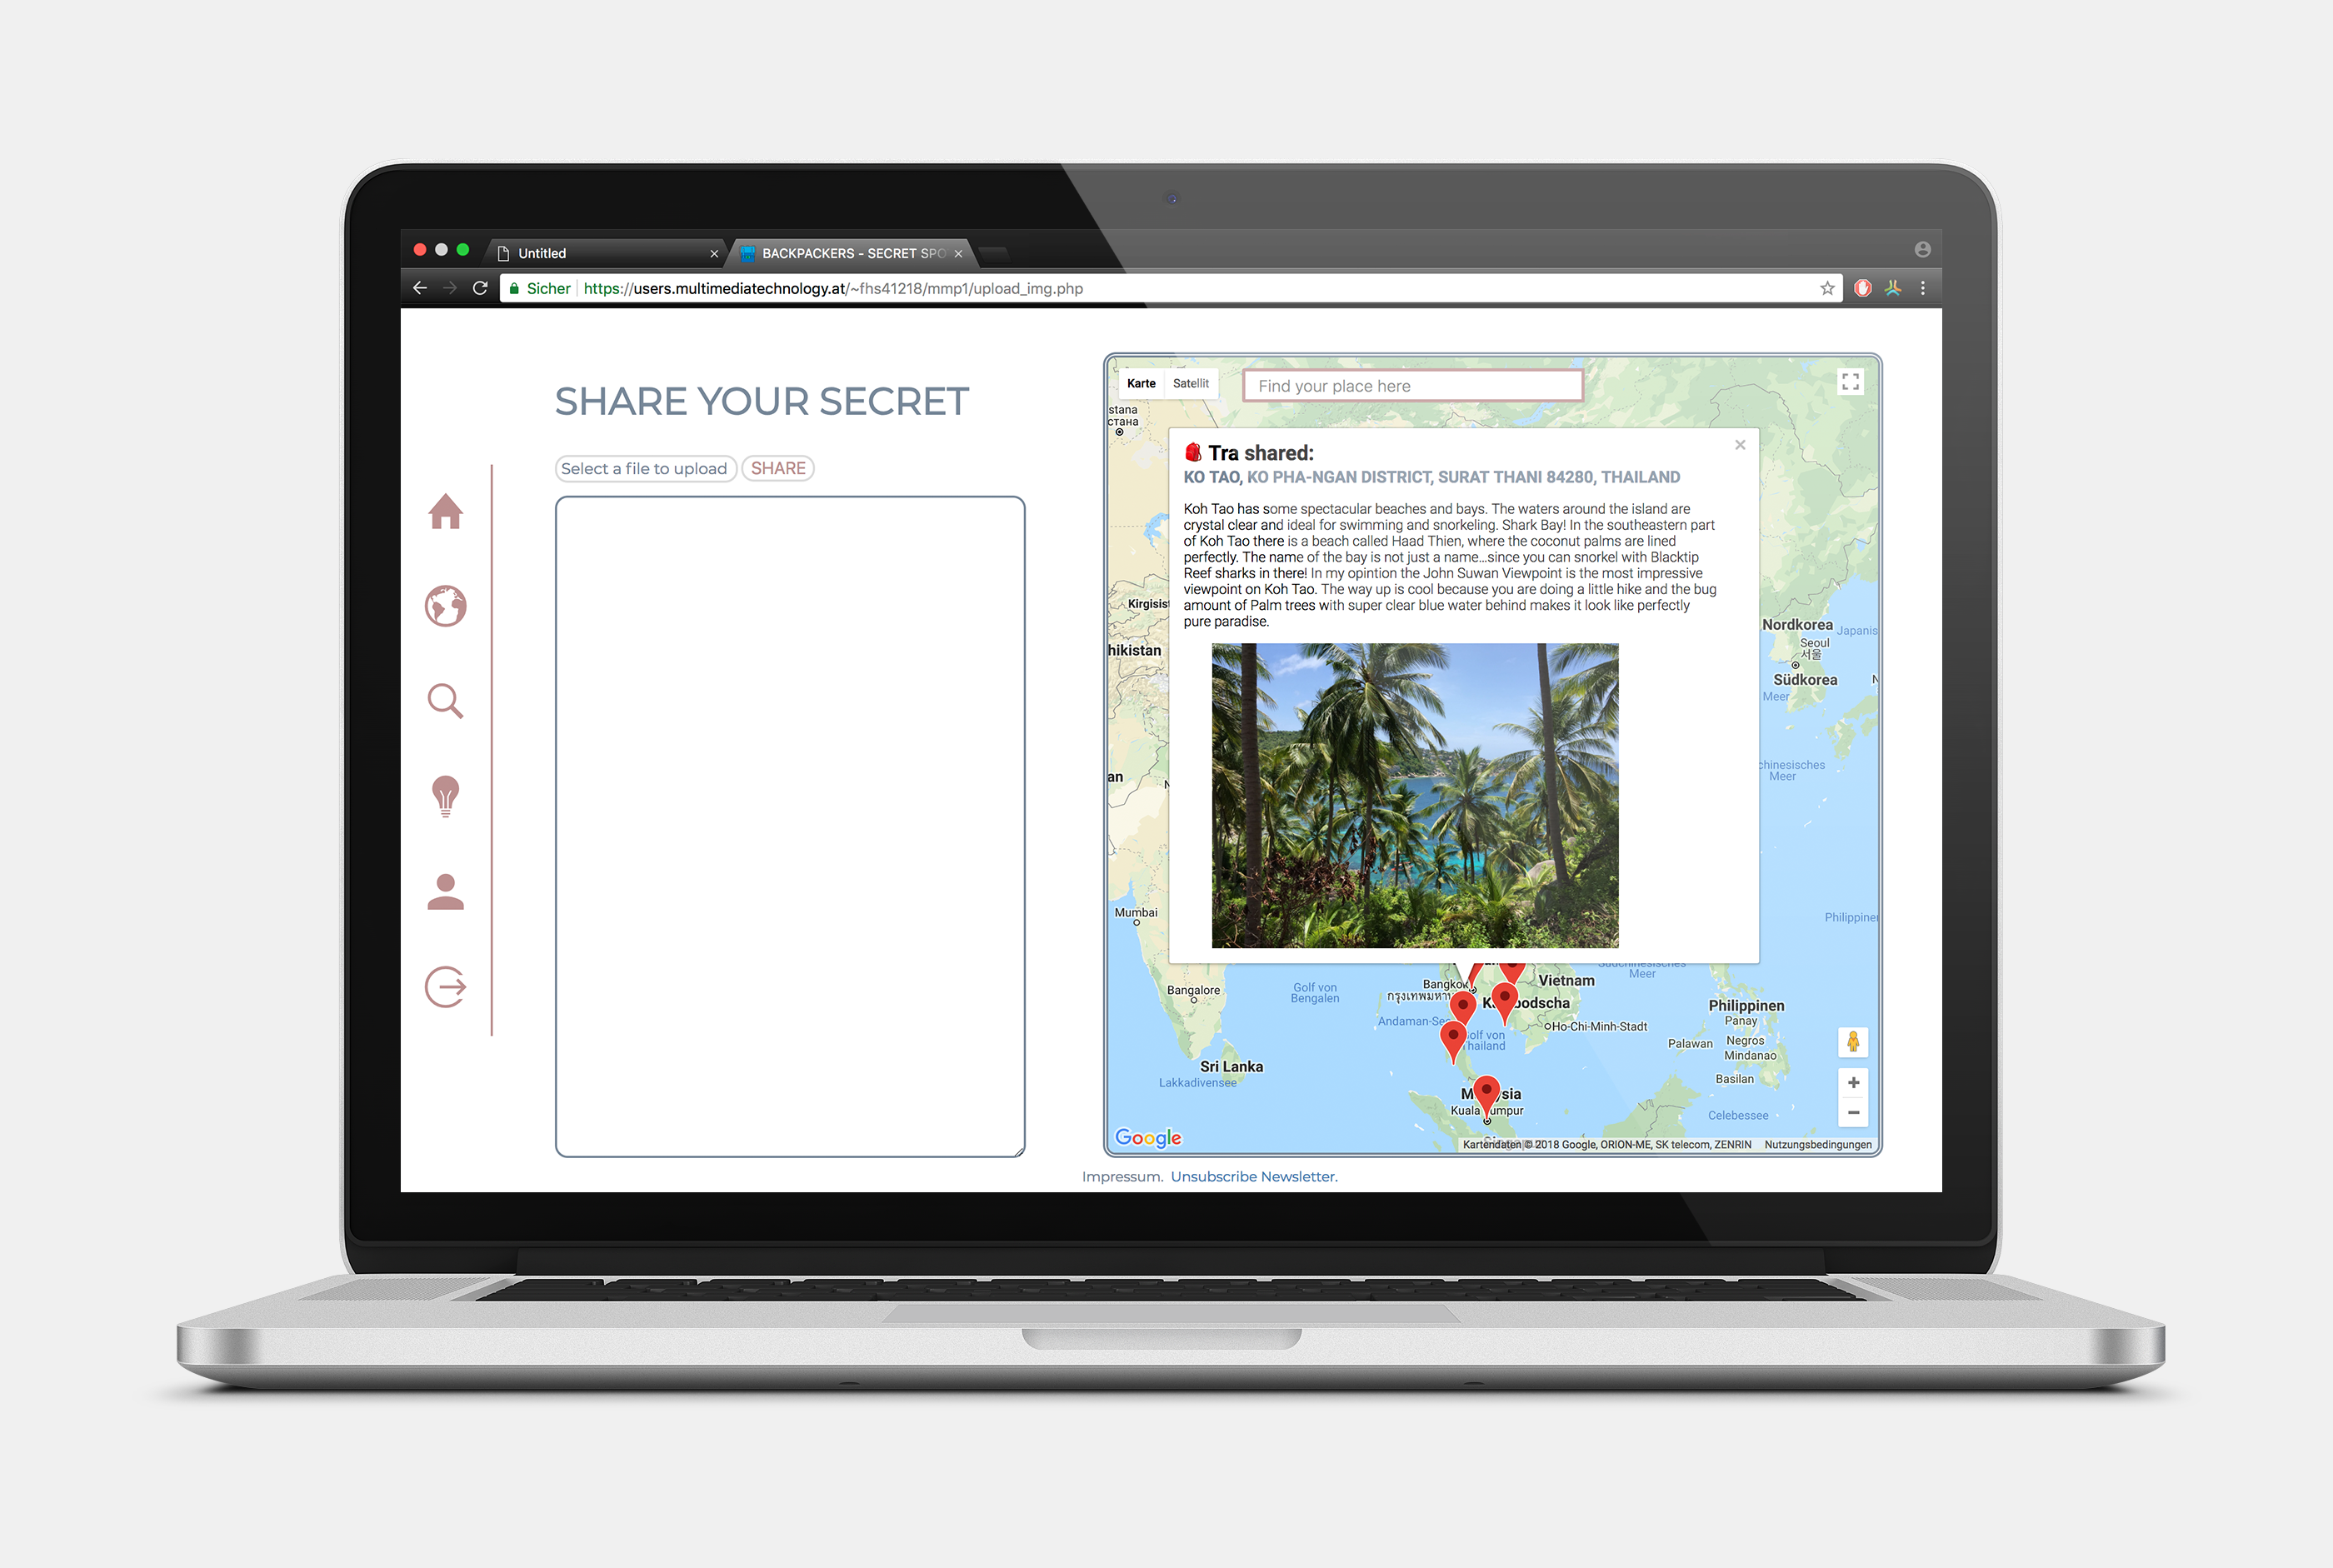 Untitled
BACKPACKERS - SECRET SPO
Sicher https://users.multimediatechnology.at/~fhs41218/mmp1/upload_img.php
SHARE YOUR SECRET
Select a file to upload SHARE
Karte Satellit
Find your place here
stana
стана
Tra shared:
KO TAO, KO PHA-NGAN DISTRICT, SURAT THANI 84280, THAILAND
Koh Tao has some spectacular beaches and bays. The waters around the island are
crystal clear and ideal for swimming and snorkeling. Shark Bay! In the southeastern part
of Koh Tao there is a beach called Haad Thien, where the coconut palms are lined
perfectly. The name of the bay is not just a name...since you can snorkel with Blacktip
Reef sharks in there! In my opintion the John Suwan Viewpoint is the most impressive
viewpoint on Koh Tao. The way up is cool because you are doing a little hike and the bug
amount of Palm trees with super clear blue water behind makes it look like perfectly
pure paradise.
Kirgisist
hikistan
an
N
Nordkorea
Japanis
Seoul
서울
Südkorea
N
Meer
chinesisches
Meer
Mumbai
Philippinen
Bangalore
Golf von
Bengalen
Bangkok
กรุงเทพมหา
Vietnam
Südchinesisches
Meer
Andaman-See
Golf von
Thailand
Ho-Chi-Minh-Stadt
Philippinen
Panay
Negros
Palawan
Mindanao
Basilan
Sri Lanka
Lakkadivensee
Kuala umpur
Celebessee
Google
Kartendaten © 2018 Google, ORION-ME, SK telecom, ZENRIN Nutzungsbedingungen
Impressum. Unsubscribe Newsletter.